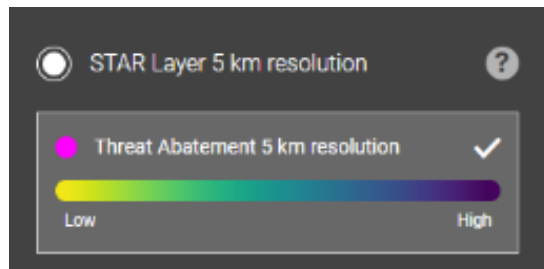 STAR Layer 5 km resolution ?
Threat Abatement 5 km resolution
Low High